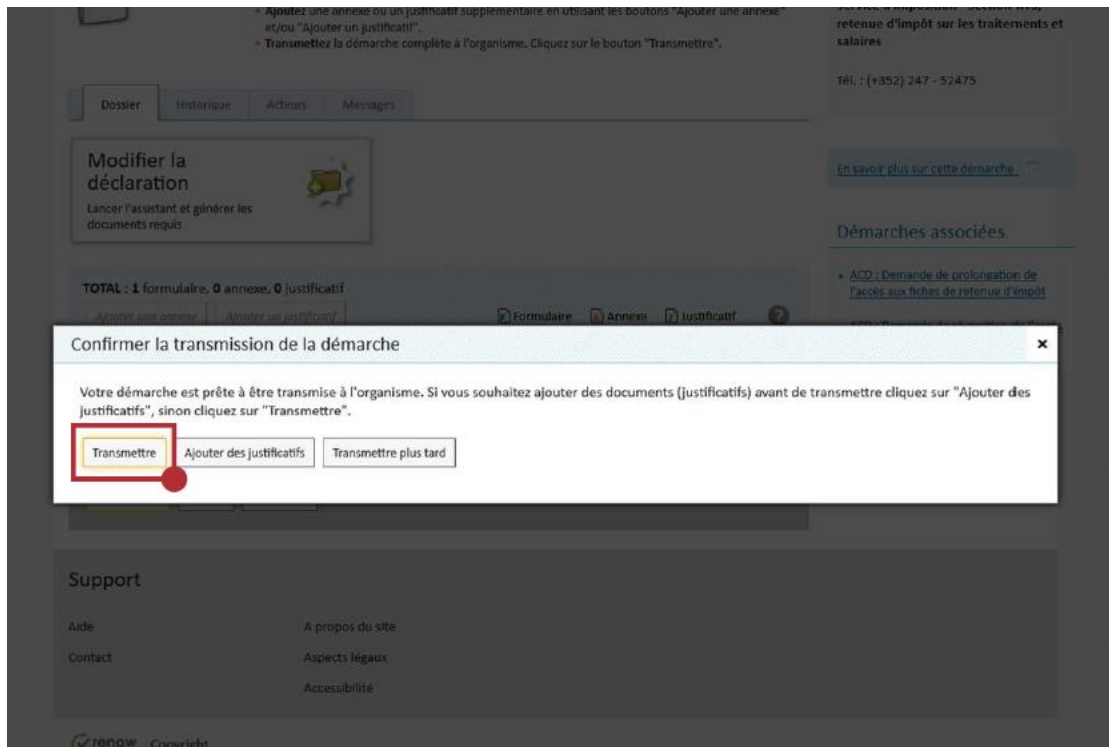 • Ajoutez une annexe ou un justificatif supplémentaire en utilisant les boutons "Ajouter une annexe"
et/ou "Ajouter un justificatif".
• Transmettez la démarche complète à l'organisme. Cliquez sur le bouton "Transmettre".
retenue d'impôt sur les traitements et
salaires
Tél. : (+352) 247 - 52475
Dossier Historique Acteurs Messages
Modifier la
déclaration
Lancer l'assistant et générer les
documents requis
En savoir plus sur cette démarche
Démarches associées
• ACD : Demande de prolongation de
l'accès aux fiches de retenue d'impôt
TOTAL : 1 formulaire, 0 annexe, 0 justificatif
Ajouter une annexe Ajouter un justificatif Formulaire Annexe Justificatif ?
Confirmer la transmission de la démarche ×
Votre démarche est prête à être transmise à l'organisme. Si vous souhaitez ajouter des documents (justificatifs) avant de transmettre cliquez sur "Ajouter des
justificatifs", sinon cliquez sur "Transmettre".
Transmettre Ajouter des justificatifs Transmettre plus tard
Support
Aide A propos du site
Contact Aspects légaux
Accessibilité
renow Copyright